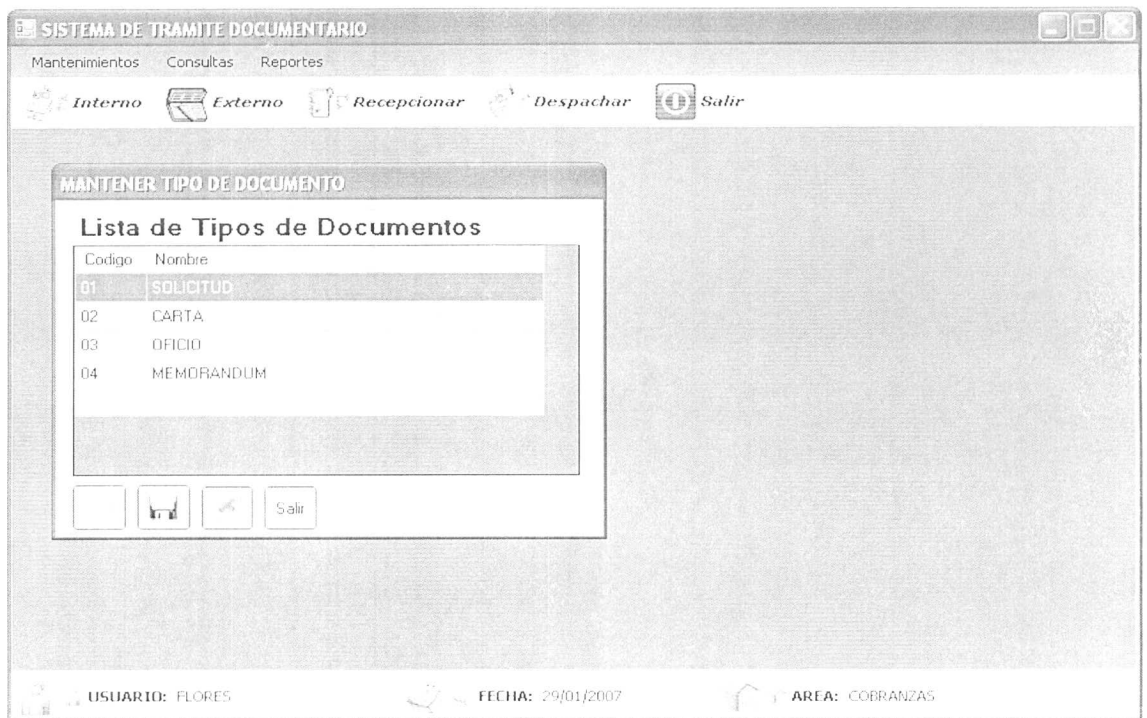 SISTEMA DE TRAMITE DOCUMENTARIO
Mantenimientos Consultas Reportes
Interno Externo Recepcionar Despachar Salir
MANTENER TIPO DE DOCUMENTO
Lista de Tipos de Documentos
Codigo Nombre
01 SOLICITUD
02 CARTA
03 OFICIO
04 MEMORANDUM
Salir
USUARIO: FLORES FECHA: 29/01/2007 AREA: COBRANZAS